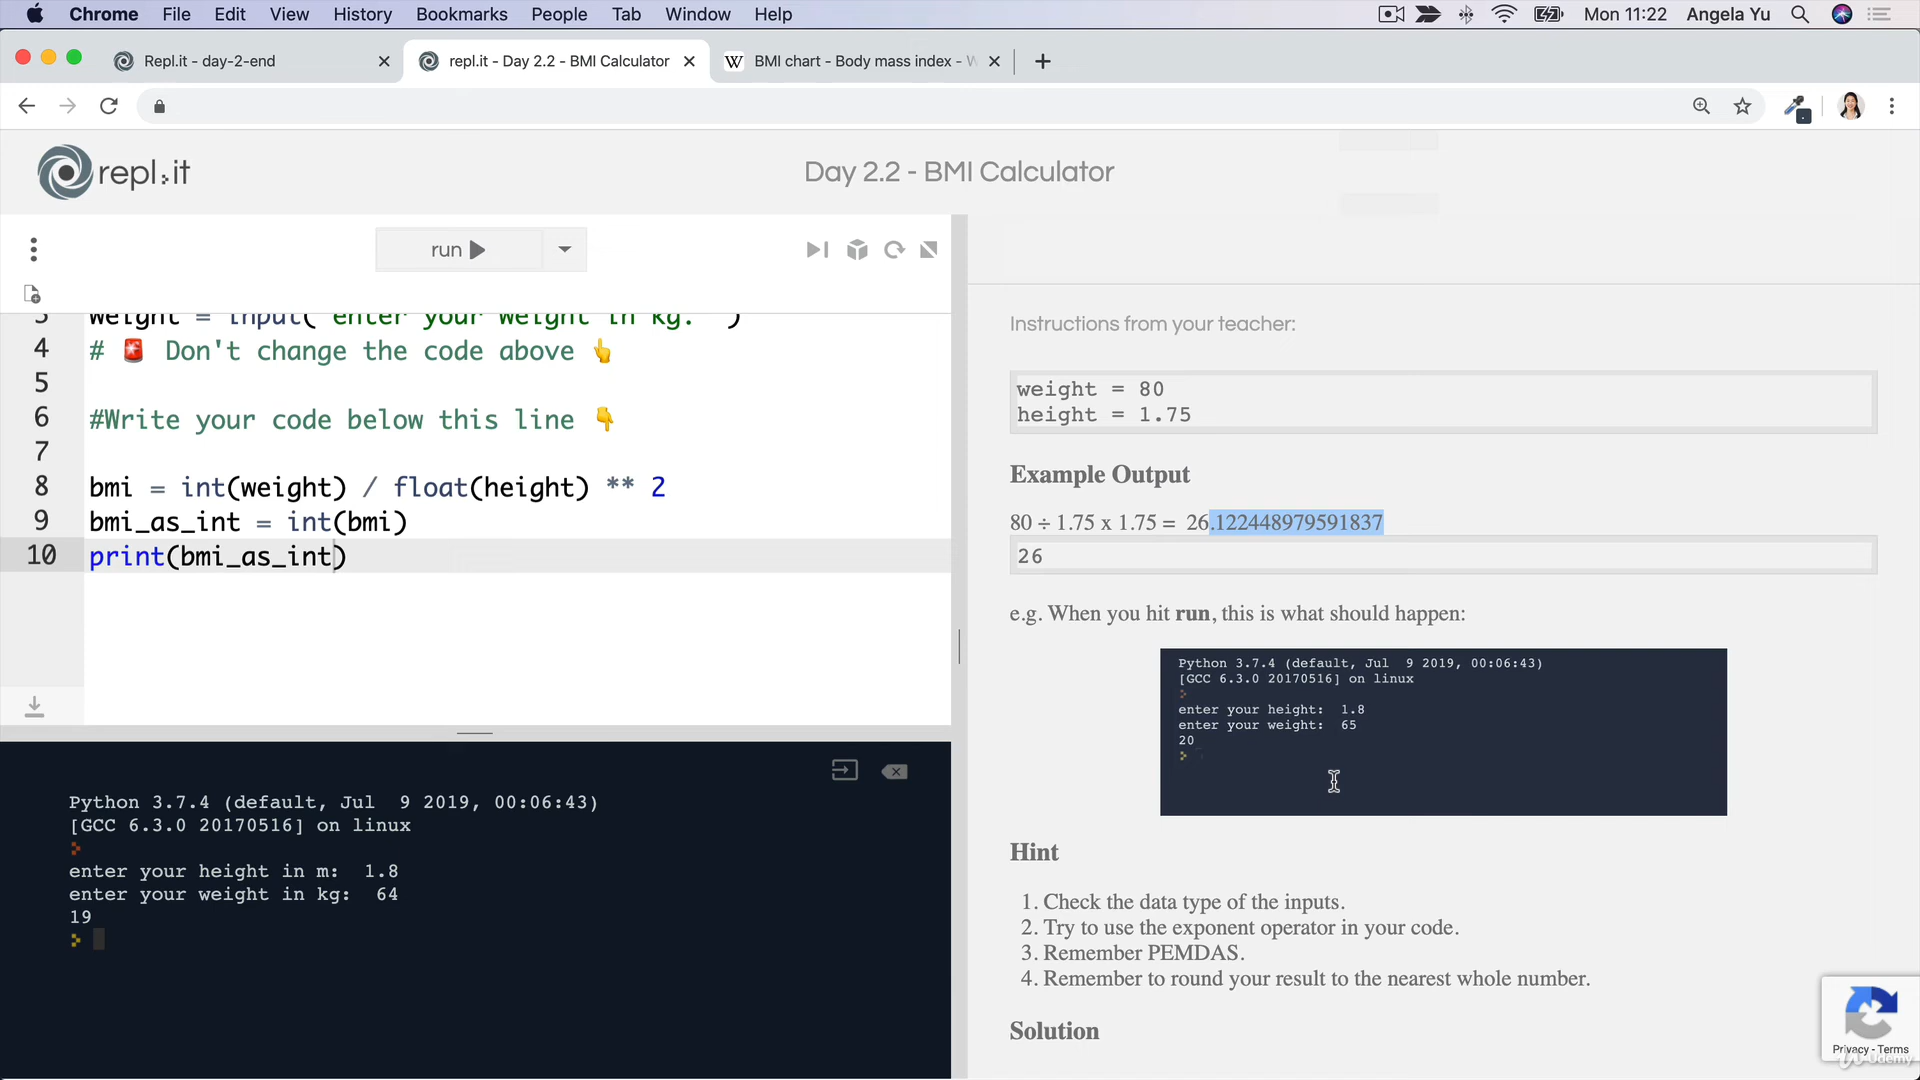 Chrome File Edit View History Bookmarks People Tab Window Help Mon 11:22 Angela Yu
Repl.it - day-2-end
repl.it - Day 2.2 - BMI Calculator
BMI chart - Body mass index - W
repl.it
Day 2.2 - BMI Calculator
run
3 weight = input("enter your weight in kg: ")
4 # 🚨 Don't change the code above 👆
5
6 #Write your code below this line 👇
7
8 bmi = int(weight) / float(height) ** 2
9 bmi_as_int = int(bmi)
10 print(bmi_as_int)
Python 3.7.4 (default, Jul  9 2019, 00:06:43)
[GCC 6.3.0 20170516] on linux
enter your height in m:  1.8
enter your weight in kg:  64
19
Instructions from your teacher:
weight = 80
height = 1.75
Example Output
80 ÷ 1.75 x 1.75 =  26.122448979591837
26
e.g. When you hit run, this is what should happen:
Python 3.7.4 (default, Jul  9 2019, 00:06:43)
[GCC 6.3.0 20170516] on linux
enter your height:  1.8
enter your weight:  65
20
Hint
1. Check the data type of the inputs.
2. Try to use the exponent operator in your code.
3. Remember PEMDAS.
4. Remember to round your result to the nearest whole number.
Solution
Privacy - Terms
Udemy